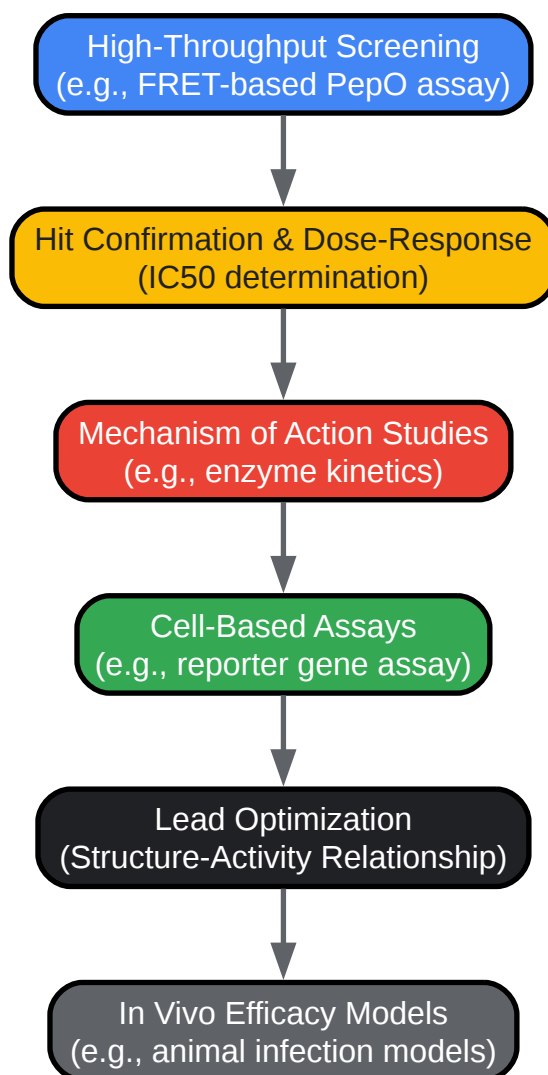 High-Throughput Screening
(e.g., FRET-based PepO assay)
Hit Confirmation & Dose-Response
(IC50 determination)
Mechanism of Action Studies
(e.g., enzyme kinetics)
Cell-Based Assays
(e.g., reporter gene assay)
Lead Optimization
(Structure-Activity Relationship)
In Vivo Efficacy Models
(e.g., animal infection models)